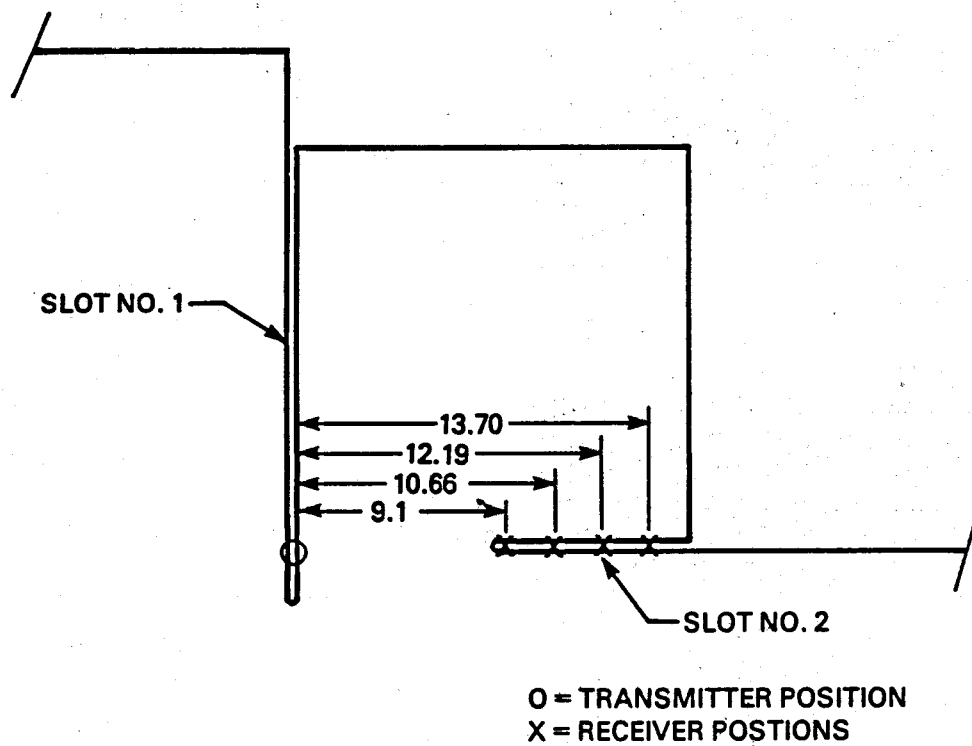 SLOT NO. 1
13.70
12.19
10.66
9.1
SLOT NO. 2
O = TRANSMITTER POSITION
X = RECEIVER POSTIONS